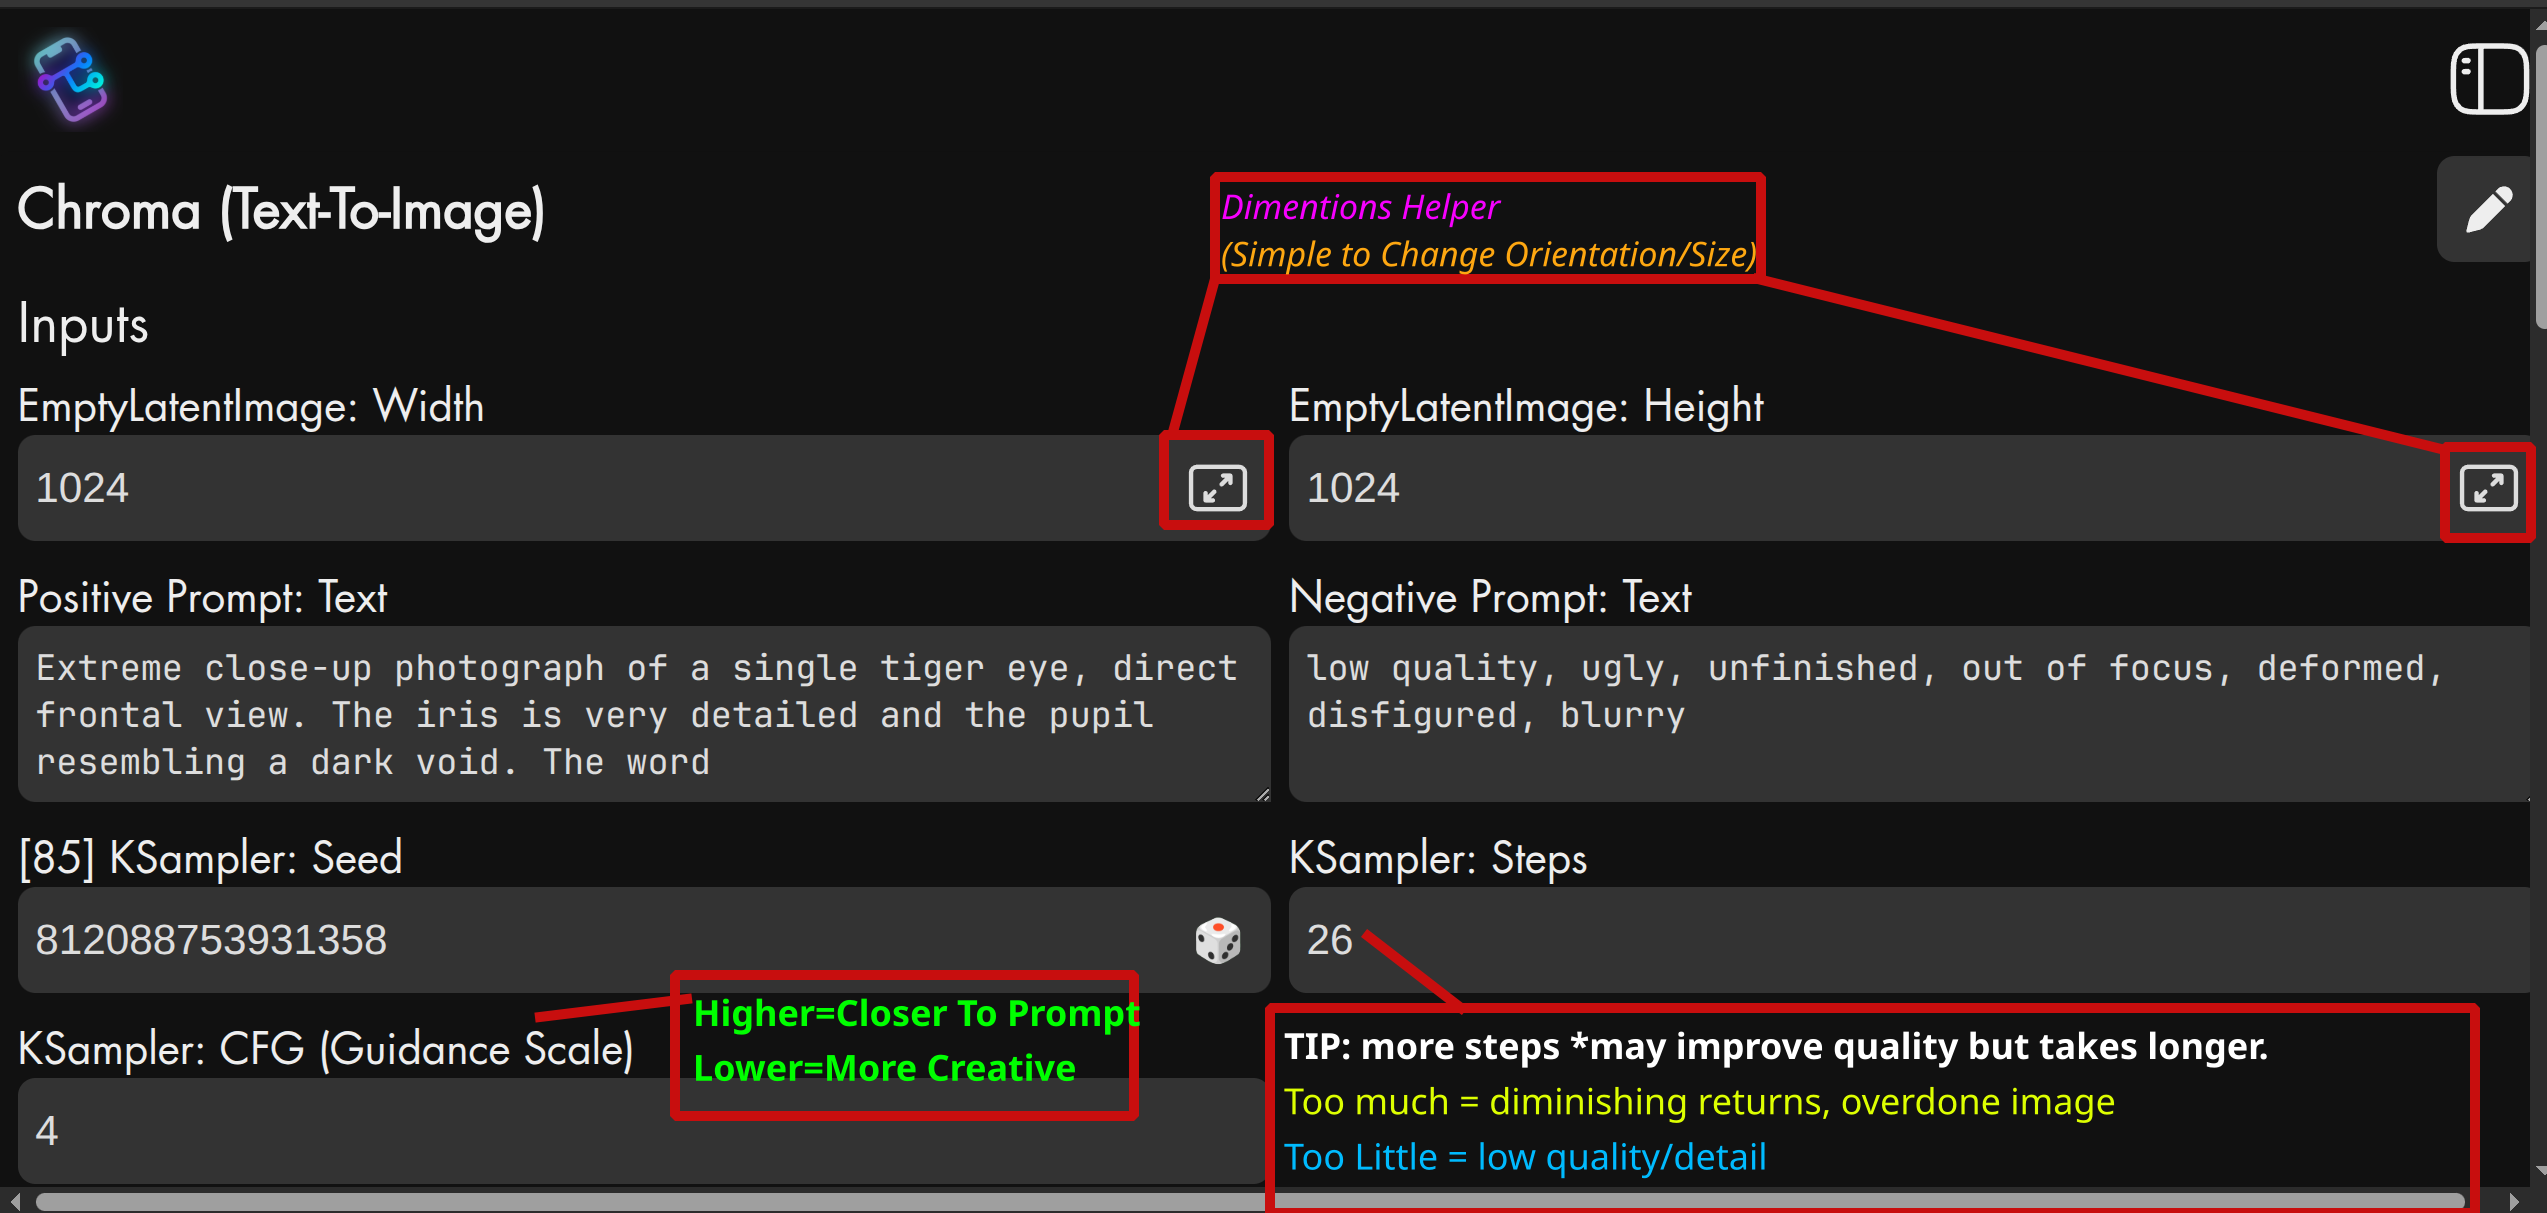 Chroma (Text-To-Image)
Dimentions Helper
(Simple to Change Orientation/Size)
Inputs
EmptyLatentImage: Width
EmptyLatentImage: Height
1024
1024
Positive Prompt: Text
Negative Prompt: Text
Extreme close-up photograph of a single tiger eye, direct
frontal view. The iris is very detailed and the pupil
resembling a dark void. The word
low quality, ugly, unfinished, out of focus, deformed,
disfigured, blurry
[85] KSampler: Seed
KSampler: Steps
812088753931358
26
Higher=Closer To Prompt
Lower=More Creative
KSampler: CFG (Guidance Scale)
4
TIP: more steps *may improve quality but takes longer.
Too much = diminishing returns, overdone image
Too Little = low quality/detail